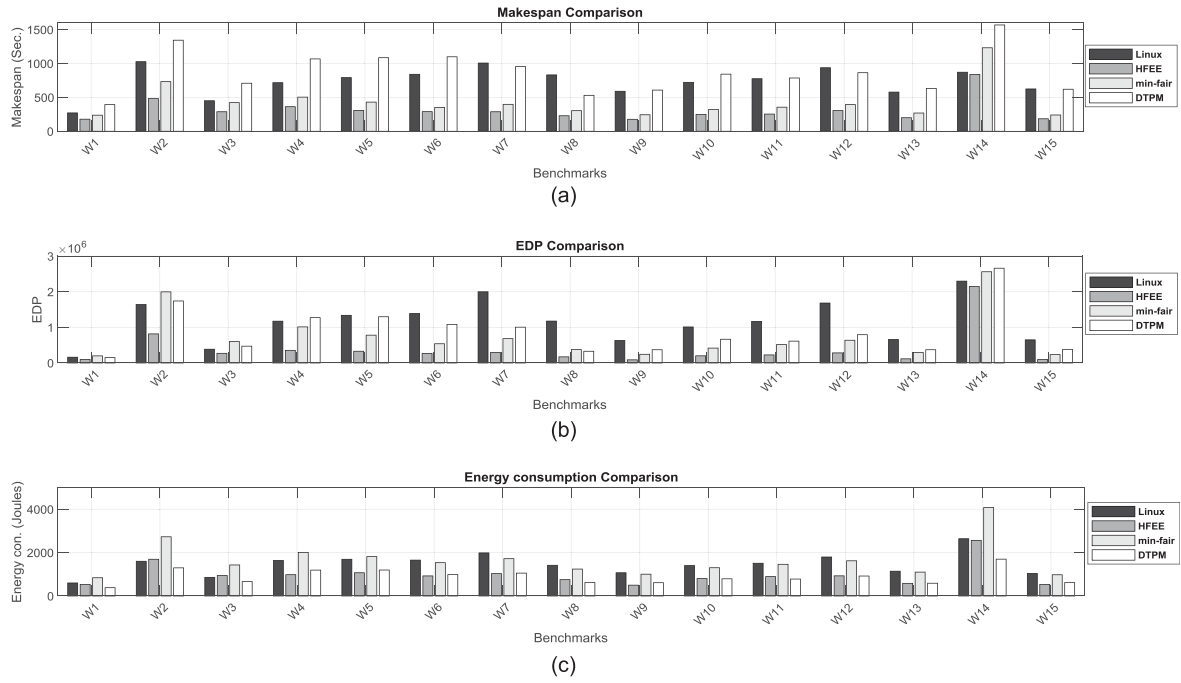 Makespan Comparison
Makespan (Sec.)
1500
1000
500
0
W1 W2 W3 W4 W5 W6 W7 W8 W9 W10 W11 W12 W13 W14 W15
Benchmarks
Linux
HFEE
min-fair
DTPM
(a)
EDP Comparison
×10^6
EDP
3
2
1
0
W1 W2 W3 W4 W5 W6 W7 W8 W9 W10 W11 W12 W13 W14 W15
Benchmarks
Linux
HFEE
min-fair
DTPM
(b)
Energy consumption Comparison
Energy con. (Joules)
4000
2000
0
W1 W2 W3 W4 W5 W6 W7 W8 W9 W10 W11 W12 W13 W14 W15
Benchmarks
Linux
HFEE
min-fair
DTPM
(c)